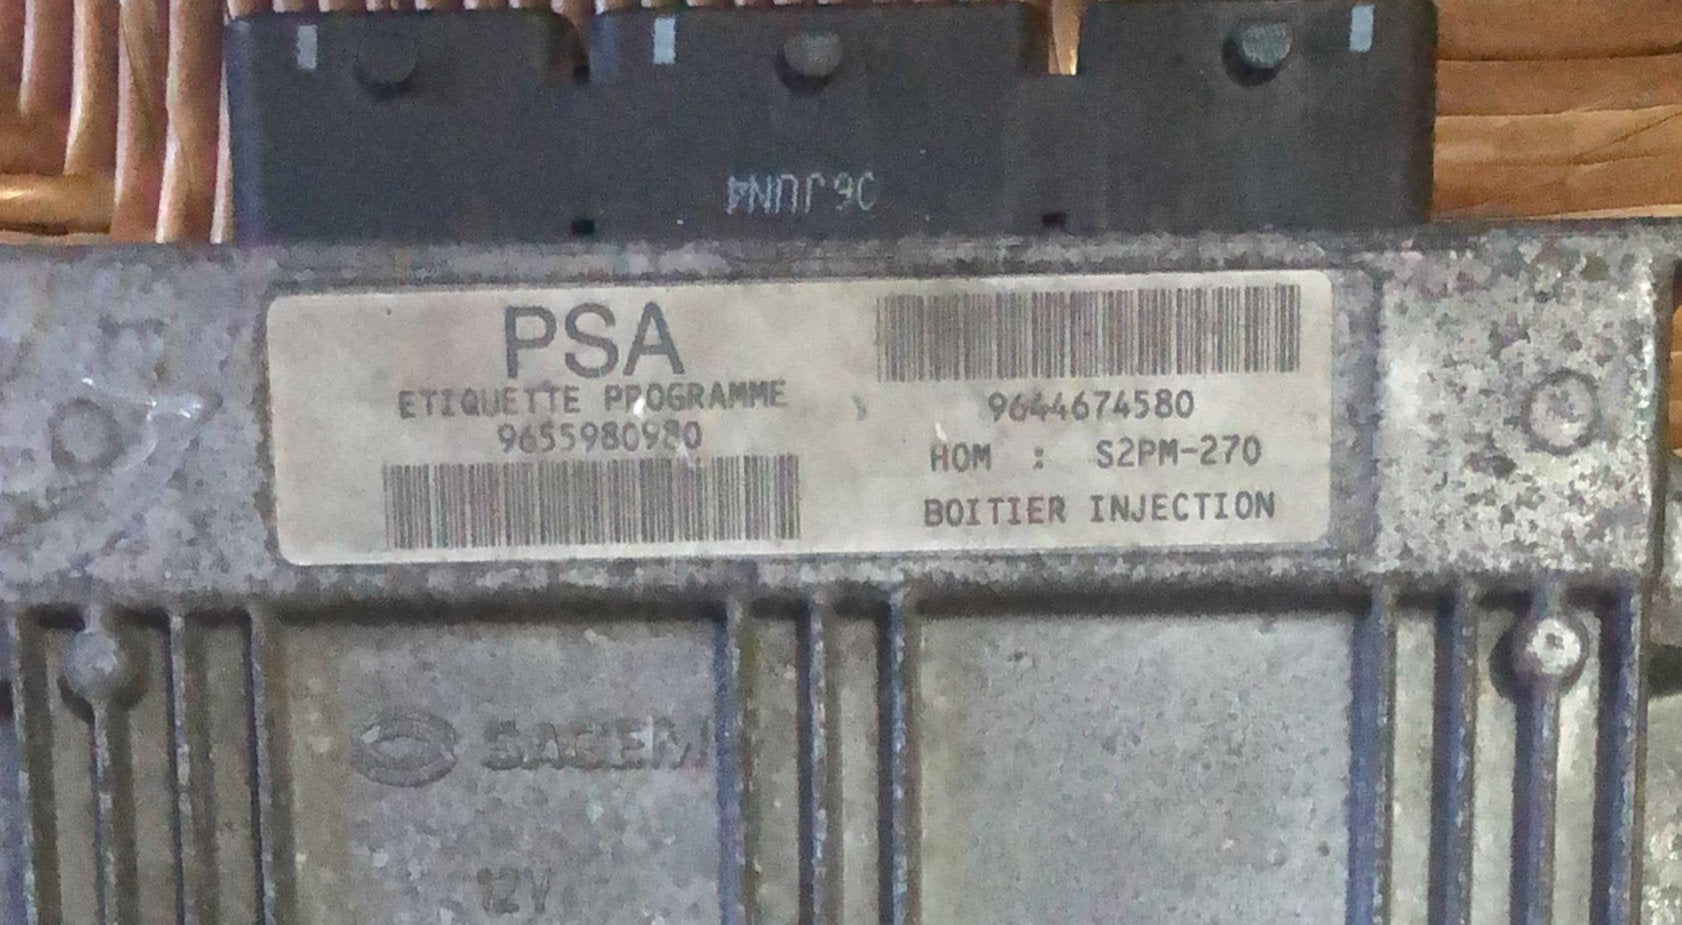 06JUN4
PSA
ETIQUETTE PROGRAMME
9655980980
9644674580
HOM : S2PM-270
BOITIER INJECTION
SAGEM
12V